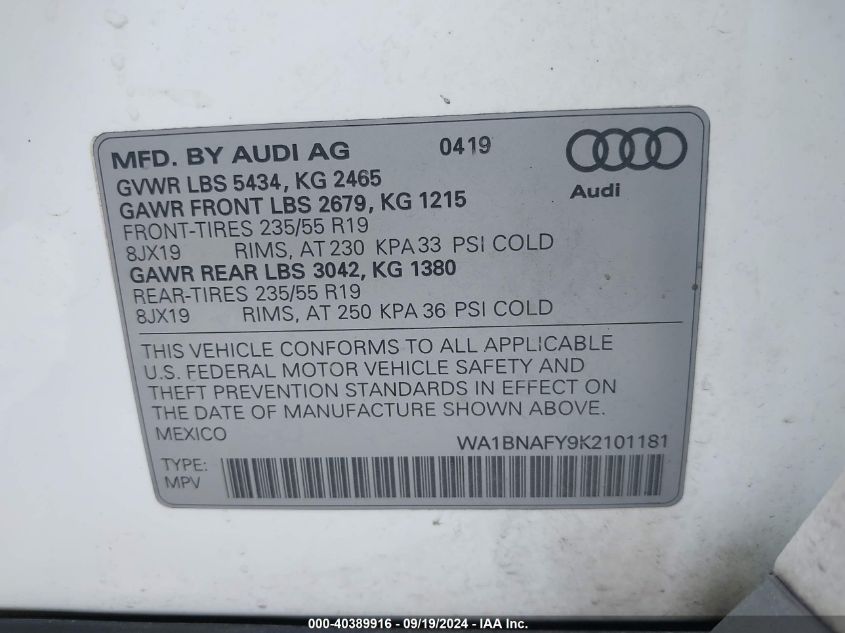 MFD. BY AUDI AG 0419
GVWR LBS 5434, KG 2465
Audi
GAWR FRONT LBS 2679, KG 1215
FRONT-TIRES 235/55 R19
8JX19 RIMS, AT 230 KPA 33 PSI COLD
GAWR REAR LBS 3042, KG 1380
REAR-TIRES 235/55 R19
8JX19 RIMS, AT 250 KPA 36 PSI COLD
THIS VEHICLE CONFORMS TO ALL APPLICABLE
U.S. FEDERAL MOTOR VEHICLE SAFETY AND
THEFT PREVENTION STANDARDS IN EFFECT ON
THE DATE OF MANUFACTURE SHOWN ABOVE.
MEXICO WA1BNAFY9K2101181
TYPE:
MPV
000-40389916 - 09/19/2024 - IAA Inc.